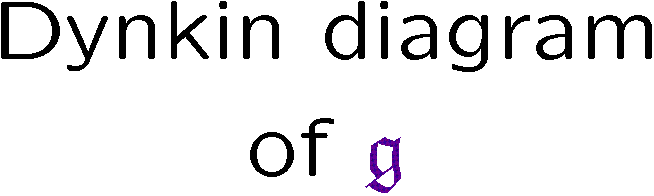 Dynkin diagram
of 𝔤